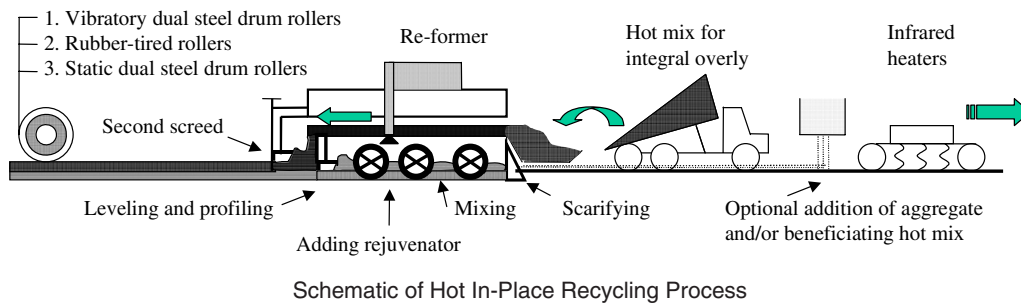 1. Vibratory dual steel drum rollers
2. Rubber-tired rollers
3. Static dual steel drum rollers
Re-former
Hot mix for
integral overly
Infrared
heaters
Second screed
Leveling and profiling
Mixing
Scarifying
Optional addition of aggregate
and/or beneficiating hot mix
Adding rejuvenator
Schematic of Hot In-Place Recycling Process